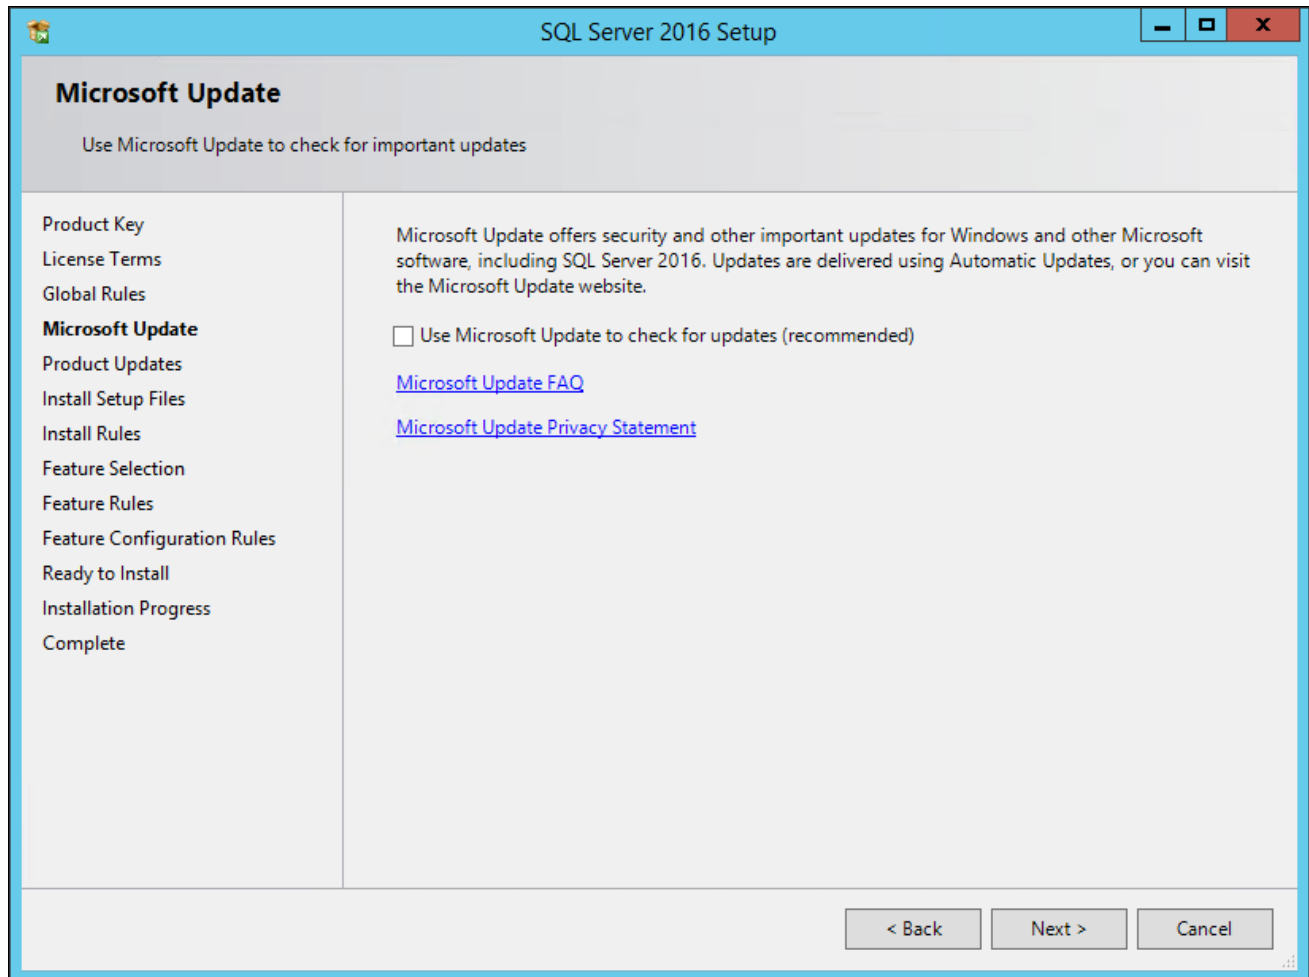 SQL Server 2016 Setup
Microsoft Update
Use Microsoft Update to check for important updates
Product Key
License Terms
Global Rules
Microsoft Update
Product Updates
Install Setup Files
Install Rules
Feature Selection
Feature Rules
Feature Configuration Rules
Ready to Install
Installation Progress
Complete
Microsoft Update offers security and other important updates for Windows and other Microsoft
software, including SQL Server 2016. Updates are delivered using Automatic Updates, or you can visit
the Microsoft Update website.
Use Microsoft Update to check for updates (recommended)
Microsoft Update FAQ
Microsoft Update Privacy Statement
< Back
Next >
Cancel